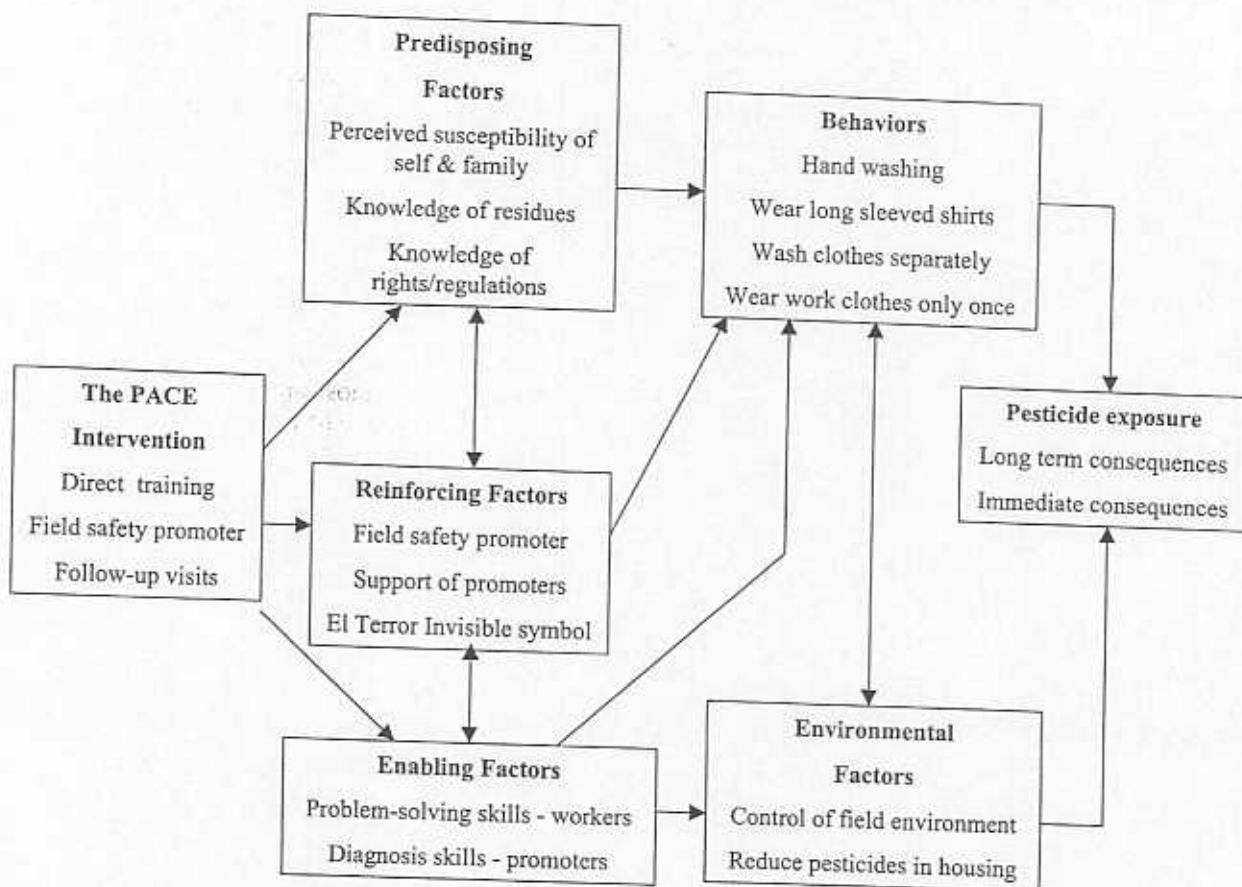 Predisposing
Factors
Perceived susceptibility of
self & family
Knowledge of residues
Knowledge of
rights/regulations
Behaviors
Hand washing
Wear long sleeved shirts
Wash clothes separately
Wear work clothes only once
The PACE
Intervention
Direct training
Field safety promoter
Follow-up visits
Reinforcing Factors
Field safety promoter
Support of promoters
El Terror Invisible symbol
Pesticide exposure
Long term consequences
Immediate consequences
Enabling Factors
Problem-solving skills - workers
Diagnosis skills - promoters
Environmental
Factors
Control of field environment
Reduce pesticides in housing